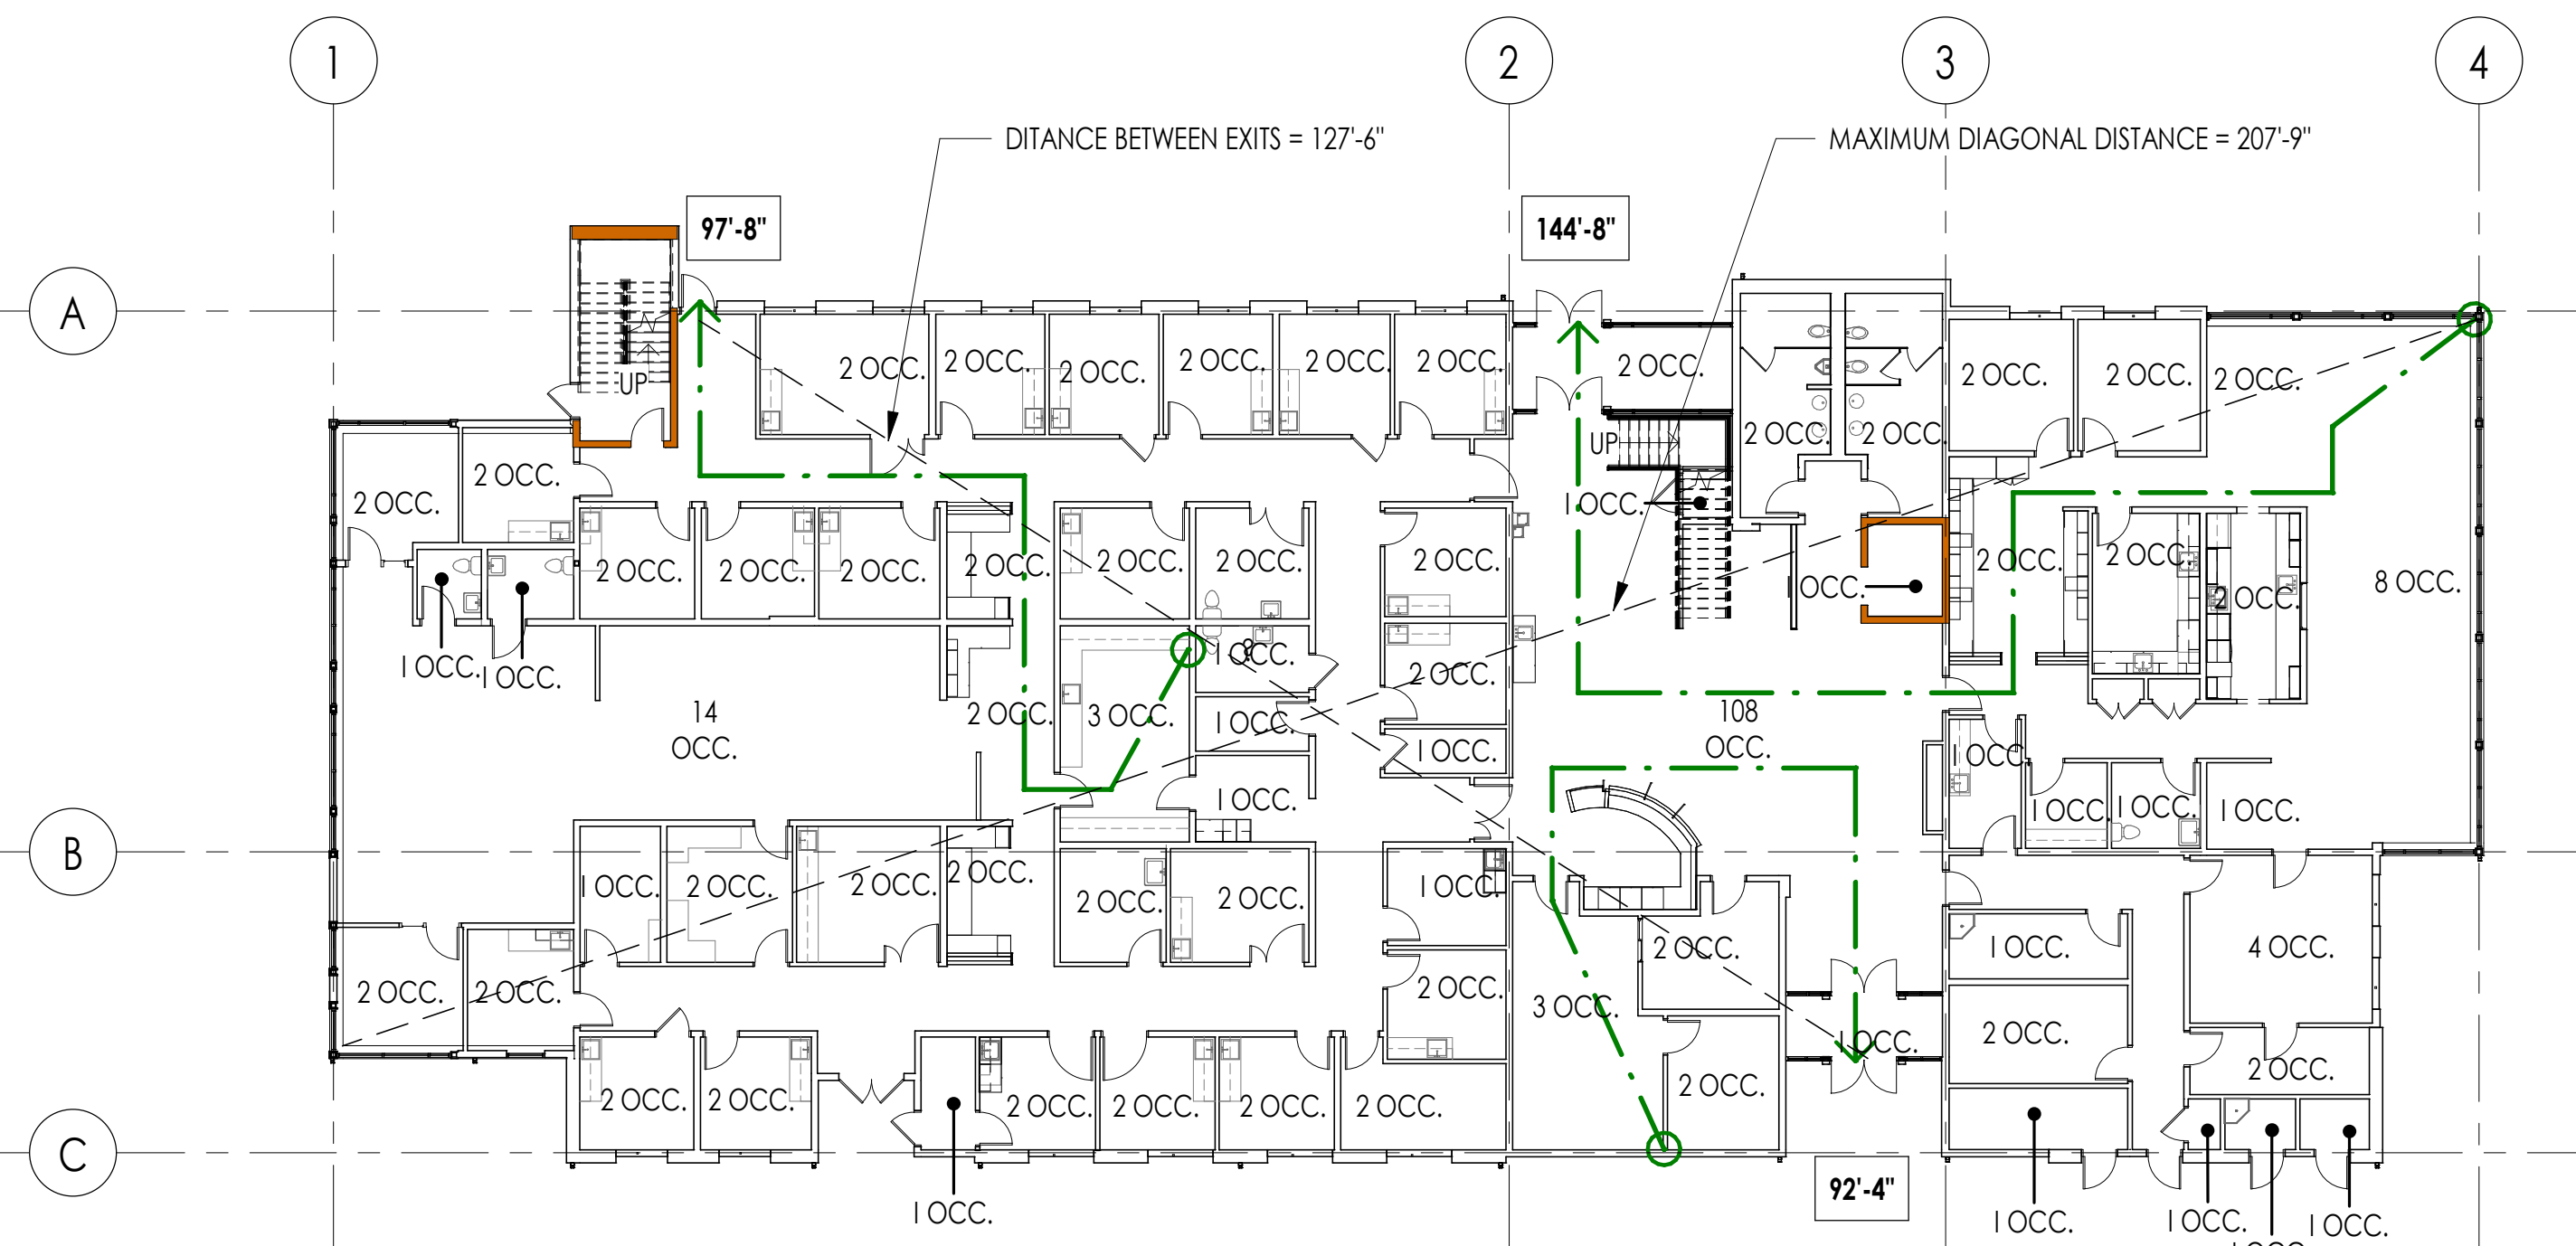 1
2
3
4
DITANCE BETWEEN EXITS = 127'-6"
MAXIMUM DIAGONAL DISTANCE = 207'-9"
97'-8"
144'-8"
A
2 OCC.
2 OCC.
2 OCC.
2 OCC.
2 OCC.
2 OCC.
2 OCC.
2 OCC.
2 OCC.
2 OCC.
UP
UP
2 OCC.
2 OCC.
2 OCC.
2 OCC.
1 OCC.
2 OCC.
2 OCC.
2 OCC.
2 OCC.
2 OCC.
2 OCC.
2 OCC.
2 OCC.
2 OCC.
2 OCC.
OCC.
8 OCC.
2 OCC.
1 OCC.
1 OCC.
1 OCC.
2 OCC.
14
OCC.
2 OCC.
3 OCC.
1 OCC.
108
OCC.
1 OCC.
1 OCC.
1 OCC.
1 OCC.
1 OCC.
1 OCC.
B
1 OCC.
2 OCC.
2 OCC.
2 OCC.
2 OCC.
2 OCC.
1 OCC.
2 OCC.
1 OCC.
4 OCC.
2 OCC.
2 OCC.
2 OCC.
3 OCC.
1 OCC.
2 OCC.
2 OCC.
2 OCC.
2 OCC.
2 OCC.
2 OCC.
2 OCC.
2 OCC.
2 OCC.
C
92'-4"
1 OCC.
1 OCC.
1 OCC.
1 OCC.